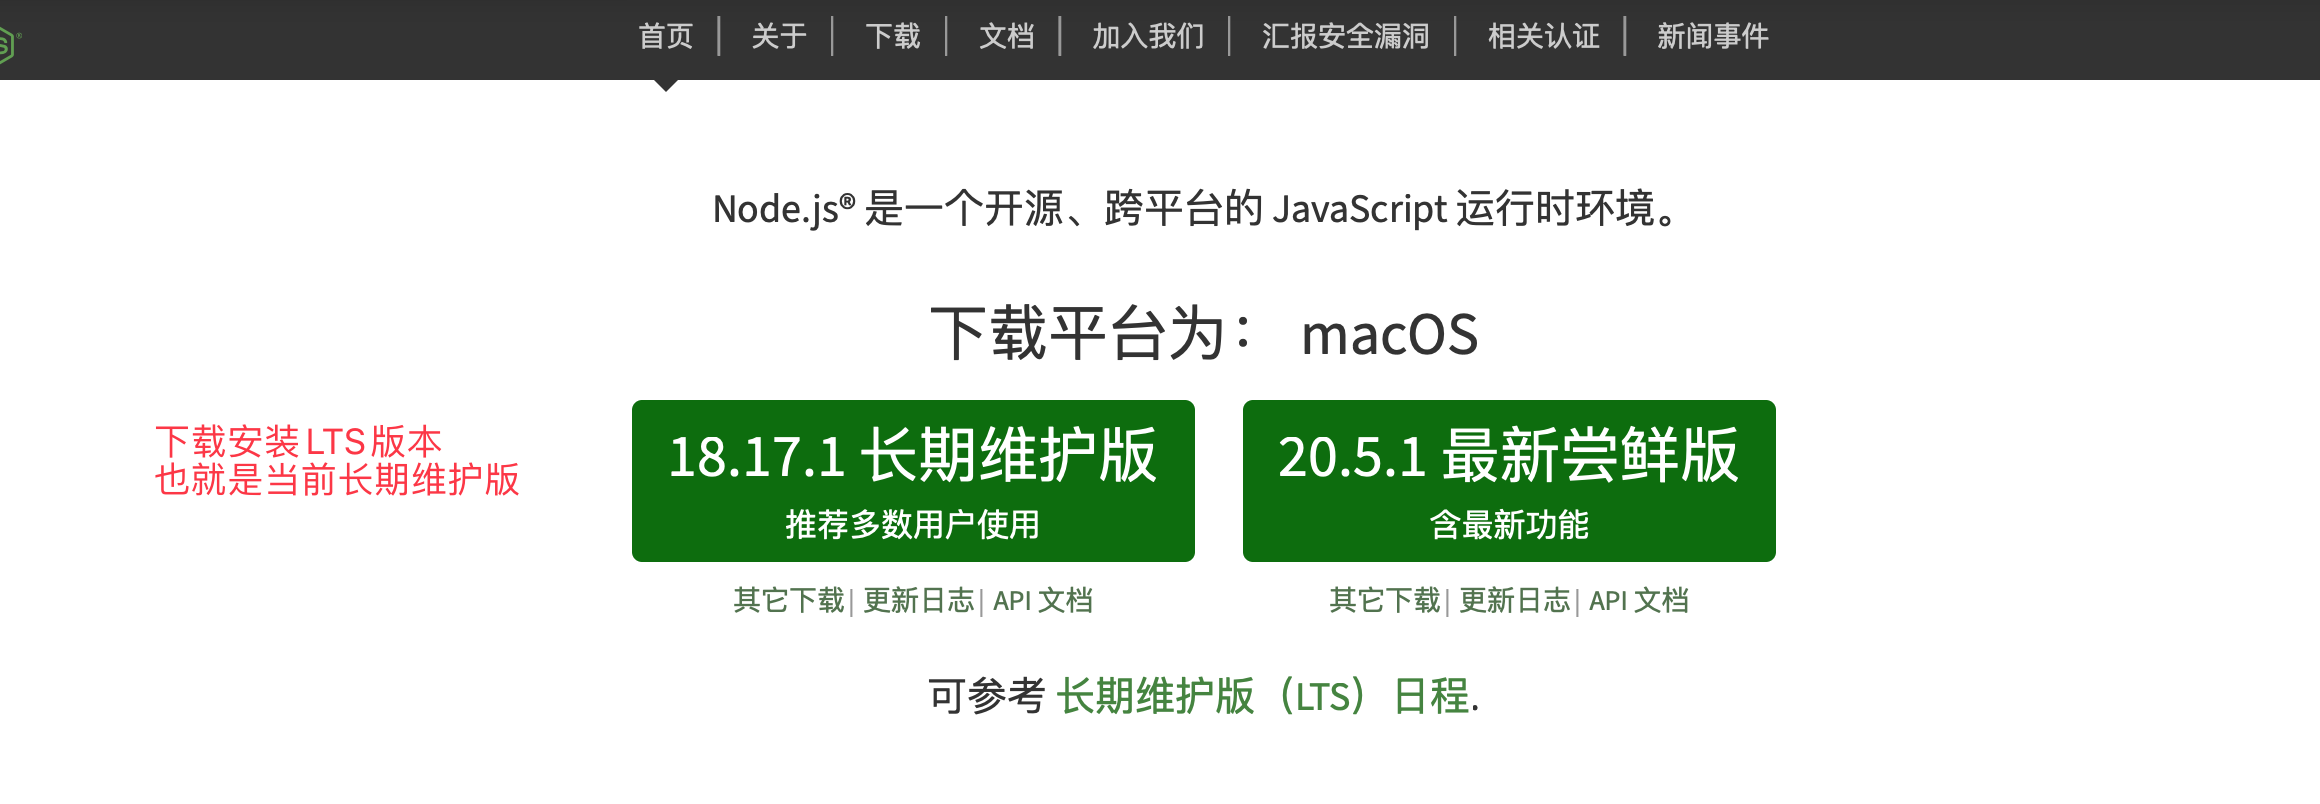 首页 | 关于 | 下载 | 文档 | 加入我们 | 汇报安全漏洞 | 相关认证 | 新闻事件
Node.js® 是一个开源、跨平台的 JavaScript 运行时环境。
下载平台为： macOS
下载安装 LTS 版本
也就是当前长期维护版
18.17.1 长期维护版
推荐多数用户使用
其它下载 | 更新日志 | API 文档
20.5.1 最新尝鲜版
含最新功能
其它下载 | 更新日志 | API 文档
可参考 长期维护版（LTS） 日程.